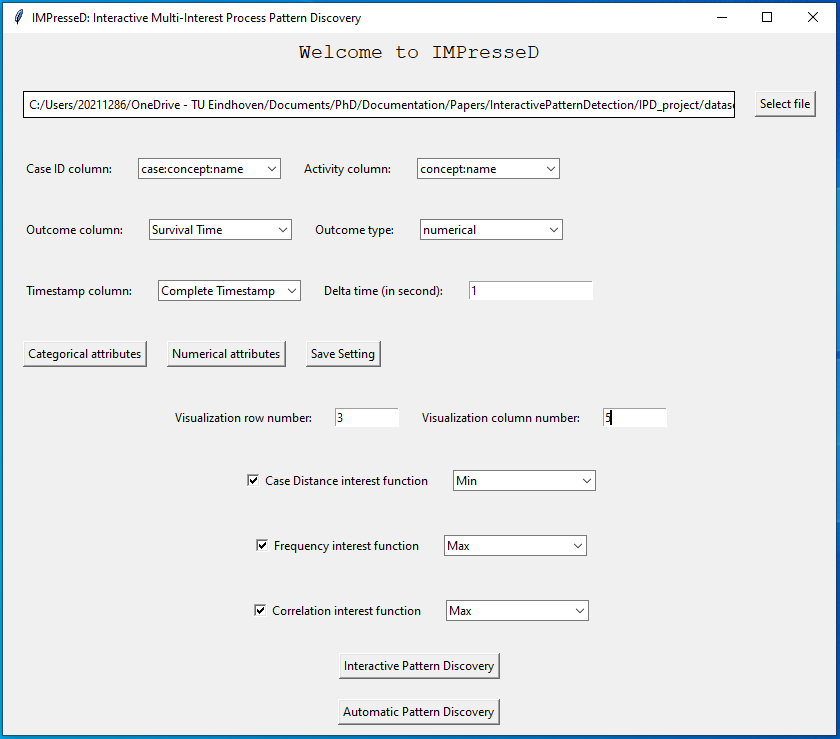 IMPresseD: Interactive Multi-Interest Process Pattern Discovery
Welcome to IMPresseD
C:/Users/20211286/OneDrive - TU Eindhoven/Documents/PhD/Documentation/Papers/InteractivePatternDetection/IPD_project/datase Select file
Case ID column: case:concept:name Activity column: concept:name
Outcome column: Survival Time Outcome type: numerical
Timestamp column: Complete Timestamp Delta time (in second): 1
Categorical attributes Numerical attributes Save Setting
Visualization row number: 3 Visualization column number: 5
Case Distance interest function Min
Frequency interest function Max
Correlation interest function Max
Interactive Pattern Discovery
Automatic Pattern Discovery